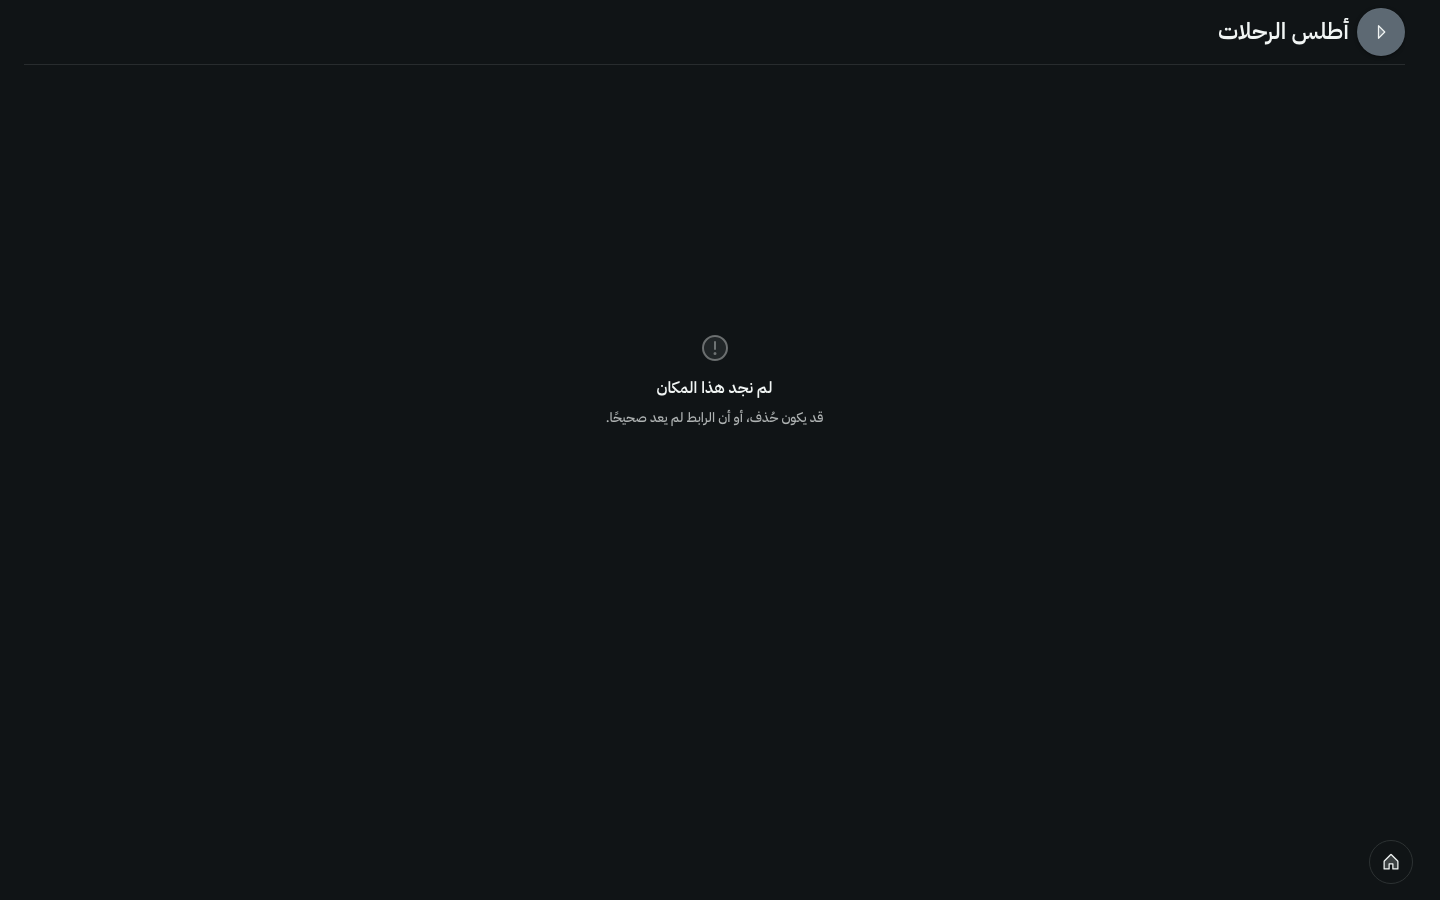 أطلس الرحلات
لم نجد هذا المكان
قد يكون حُذف، أو أن الرابط لم يعد صحيحًا.